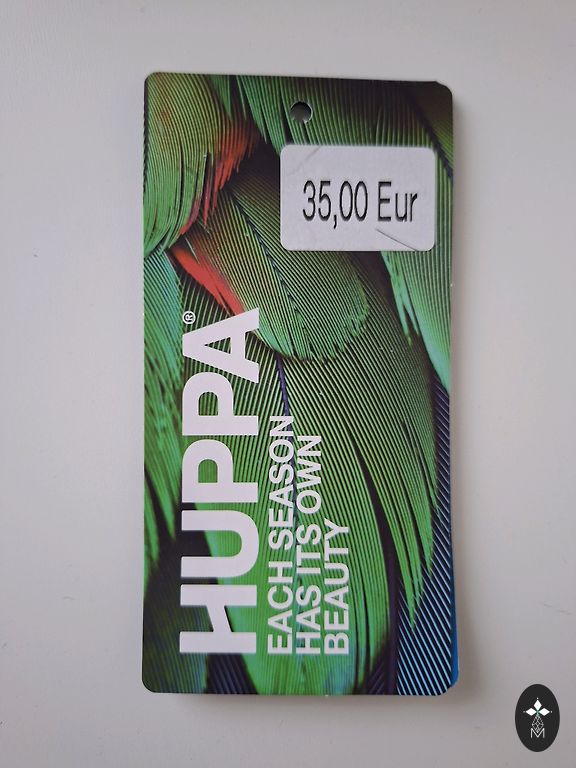 35,00 Eur
HUPPA®
EACH SEASON
HAS ITS OWN
BEAUTY
M